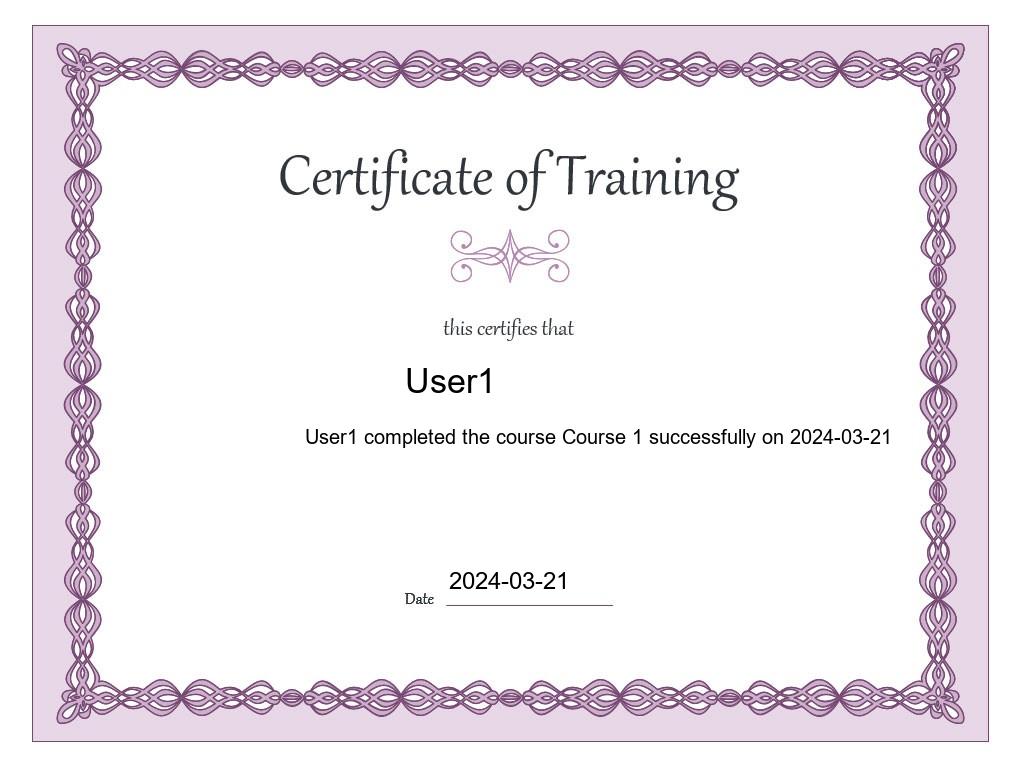 Certificate of Training
this certifies that
User1
User1 completed the course Course 1 successfully on 2024-03-21
2024-03-21
Date